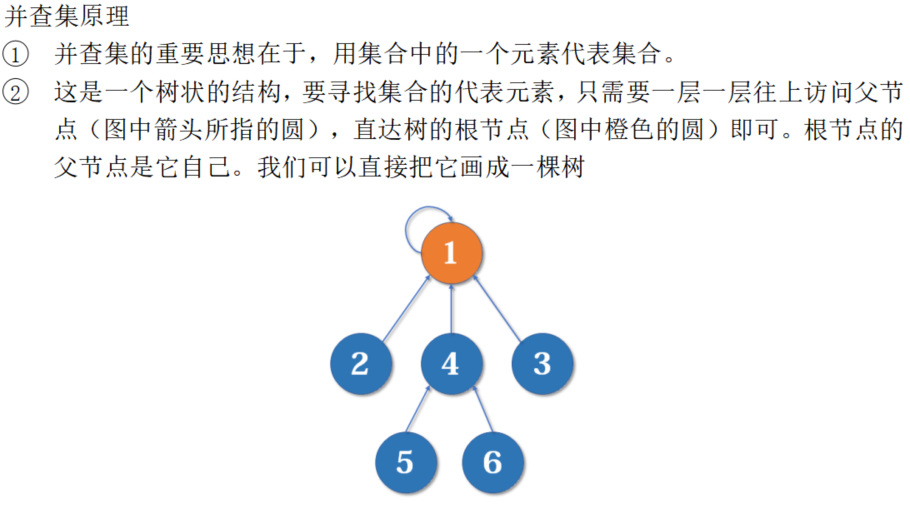 并查集原理
① 并查集的重要思想在于，用集合中的一个元素代表集合。
② 这是一个树状的结构，要寻找集合的代表元素，只需要一层一层往上访问父节
点（图中箭头所指的圆），直达树的根节点（图中橙色的圆）即可。根节点的
父节点是它自己。我们可以直接把它画成一棵树
1
2 4 3
5 6